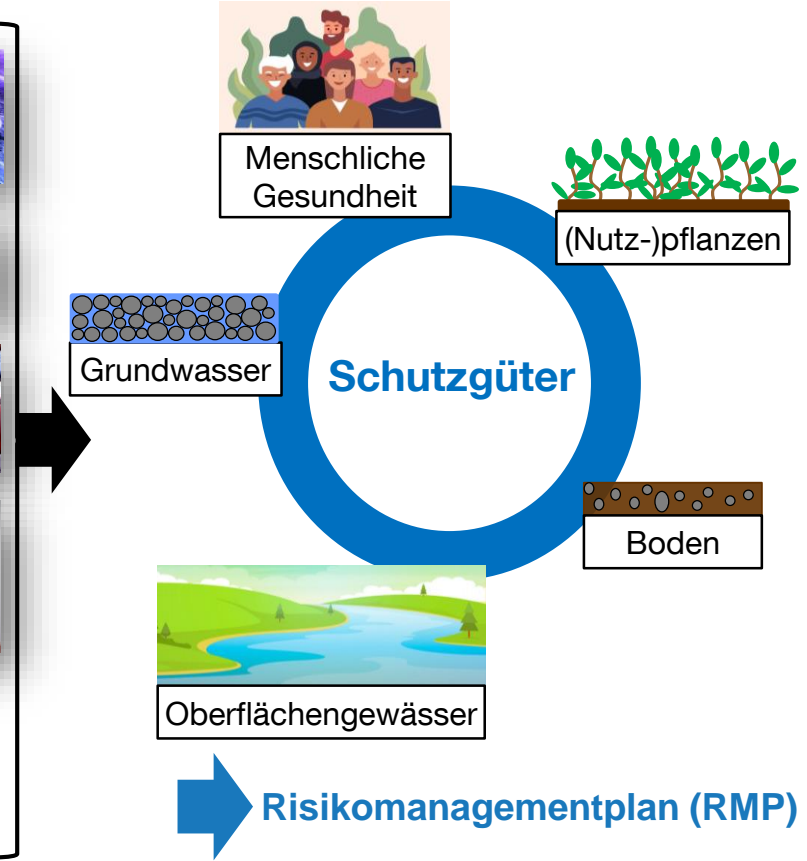 Menschliche
Gesundheit
(Nutz-)pflanzen
Grundwasser
Schutzgüter
Boden
Oberflächengewässer
Risikomanagementplan (RMP)